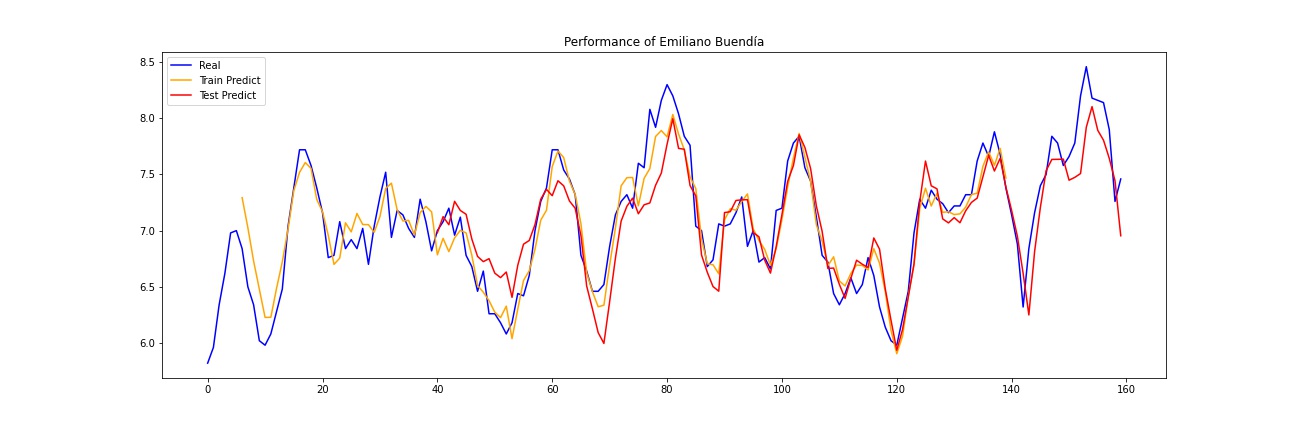 Performance of Emiliano Buendía
Real
Train Predict
Test Predict
8.5
8.0
7.5
7.0
6.5
6.0
0 20 40 60 80 100 120 140 160